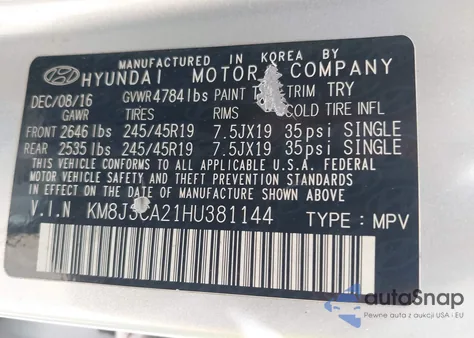 MANUFACTURED IN KOREA BY
HYUNDAI MOTOR COMPANY
DEC/08/16 GVWR 4784 lbs PAINT TRIM TRY
GAWR TIRES RIMS COLD TIRE INFL
FRONT 2646 lbs 245/45R19 7.5JX19 35psi SINGLE
REAR 2535 lbs 245/45R19 7.5JX19 35psi SINGLE
THIS VEHICLE CONFORMS TO ALL APPLICABLE U.S.A. FEDERAL
MOTOR VEHICLE SAFETY AND BUMPER STANDARDS
IN EFFECT ON THE DATE OF MANUFACTURE SHOWN ABOVE.
V.I.N KM8J3CA21HU381144 TYPE : MPV
autoSnap
Pewne auta z aukcji USA i EU